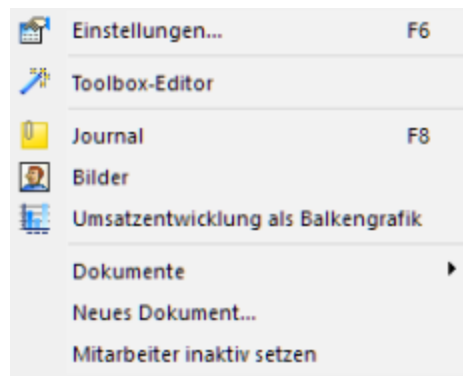 Einstellungen... F6
Toolbox-Editor
Journal F8
Bilder
Umsatzentwicklung als Balkengrafik
Dokumente
Neues Dokument...
Mitarbeiter inaktiv setzen